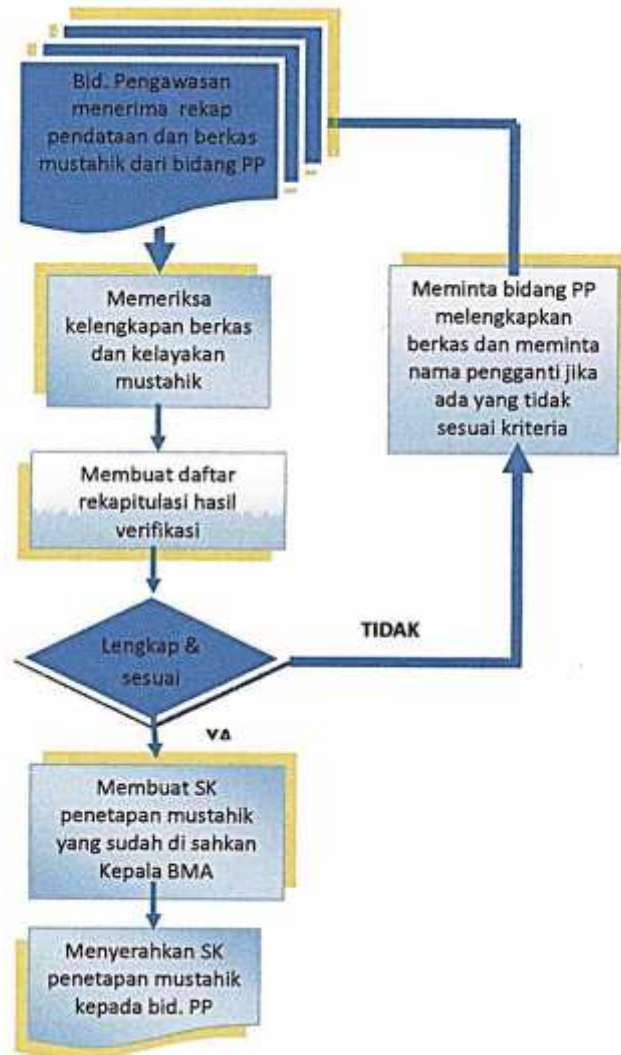 Bid. Pengawasan
menerima rekap
pendataan dan berkas
mustahik dari bidang PP
Memeriksa
kelengkapan berkas
dan kelayakan
mustahik
Meminta bidang PP
melengkapkan
berkas dan meminta
nama pengganti jika
ada yang tidak
sesuai kriteria
Membuat daftar
rekapitulasi hasil
verifikasi
Lengkap &
sesuai
TIDAK
YA
Membuat SK
penetapan mustahik
yang sudah di sahkan
Kepala BMA
Menyerahkan SK
penetapan mustahik
kepada bid. PP